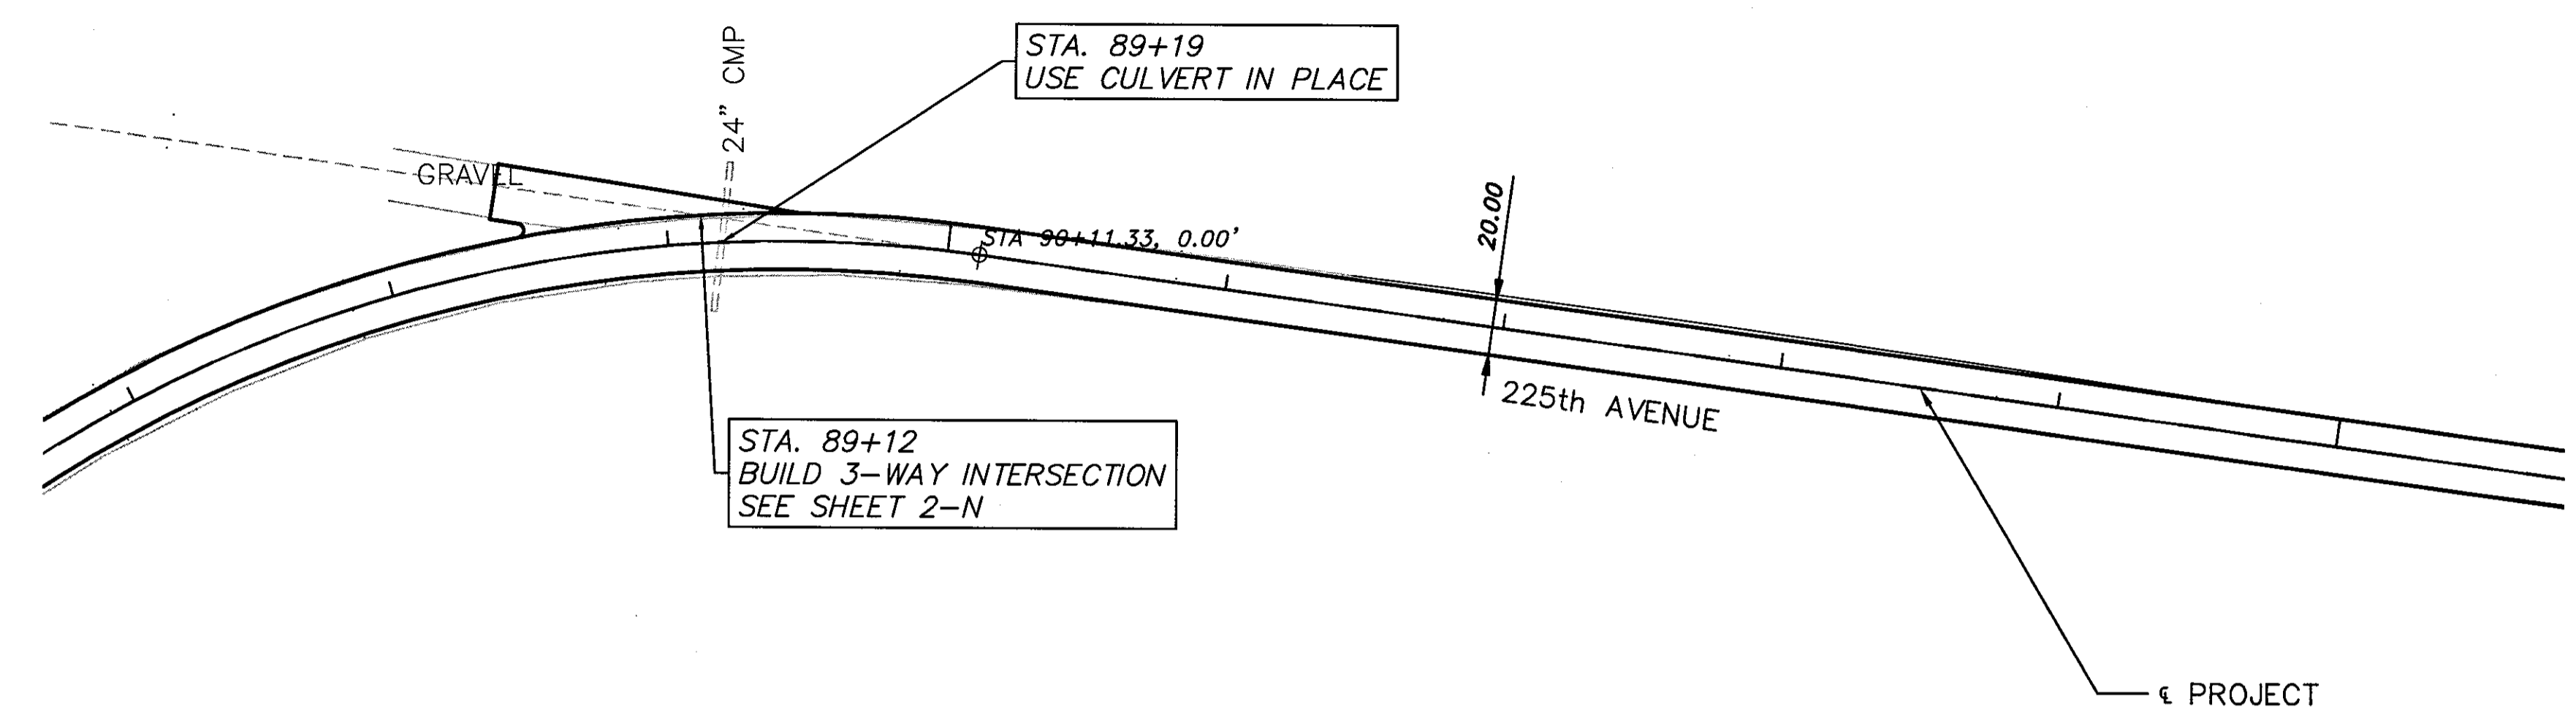 24" CMP
STA. 89+19
USE CULVERT IN PLACE
GRAVEL
STA 90+11.33, 0.00'
20.00
225th AVENUE
STA. 89+12
BUILD 3-WAY INTERSECTION
SEE SHEET 2-N
℄ PROJECT